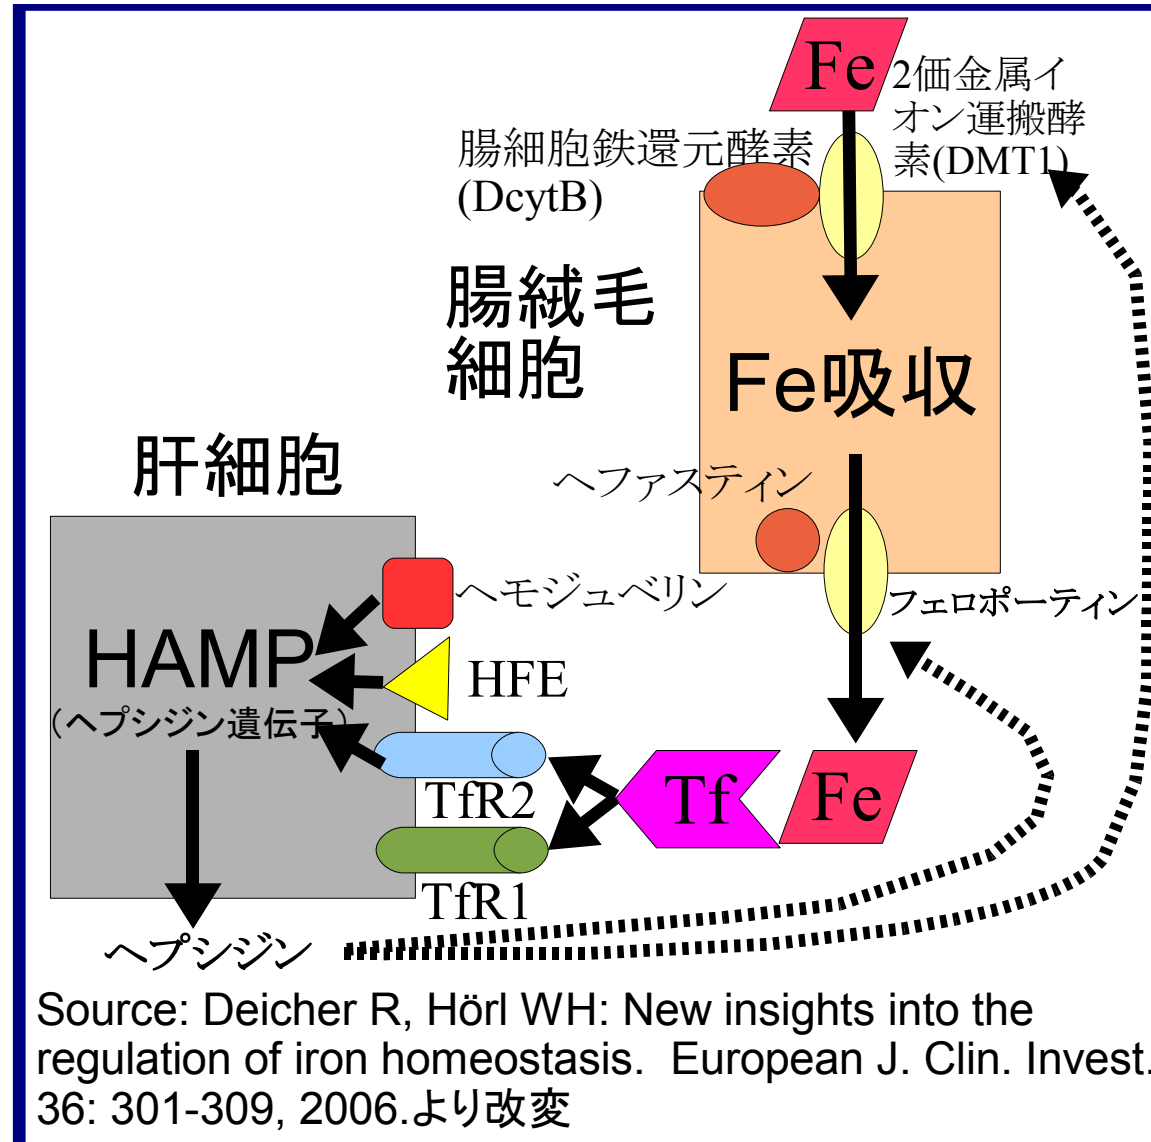 Fe
2価金属イ
オン運搬酵
素(DMT1)
腸細胞鉄還元酵素
(DcytB)
腸絨毛
細胞
Fe吸収
肝細胞
ヘファスティン
ヘモジュベリン
フェロポーティン
HAMP
(ヘプシジン遺伝子)
HFE
TfR2
Tf
Fe
TfR1
ヘプシジン
Source: Deicher R, Hörl WH: New insights into the
regulation of iron homeostasis. European J. Clin. Invest.
36: 301-309, 2006.より改変